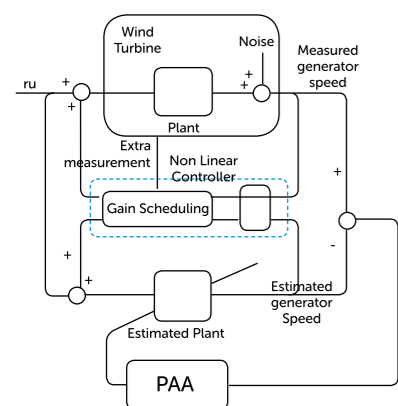 Wind
Turbine
Noise
Measured
generator
speed
ru
+
+
+
+
Plant
Extra
measurement
Non Linear
Controller
Gain Scheduling
+
-
+
+
Estimated
generator
Speed
Estimated Plant
PAA